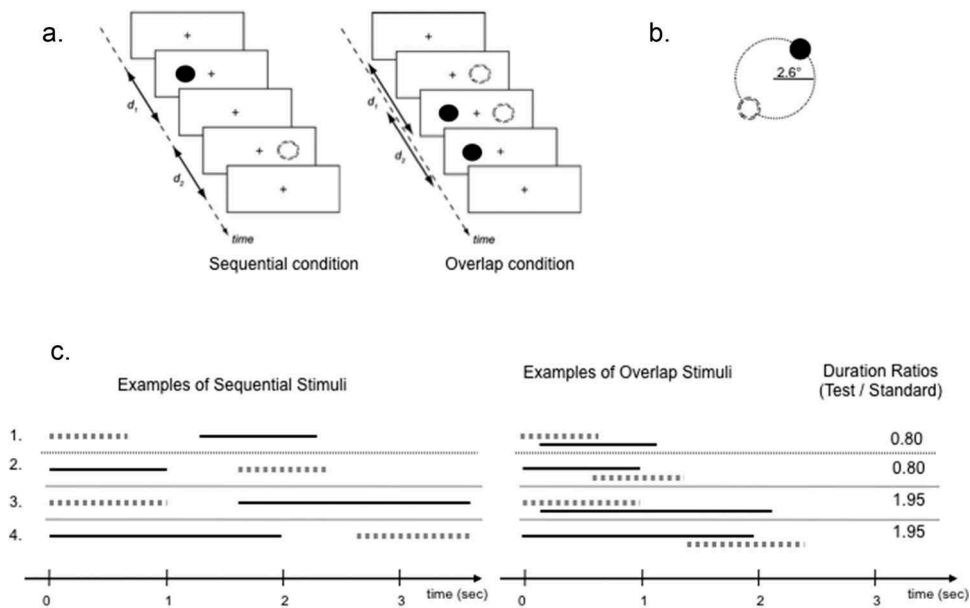 a.
b.
d₁
d₂
time
Sequential condition
d₁
d₂
time
Overlap condition
2.6°
c.
Examples of Sequential Stimuli
Examples of Overlap Stimuli
Duration Ratios
(Test / Standard)
1.
0.80
2.
0.80
3.
1.95
4.
1.95
0 1 2 3 time (sec)
0 1 2 3 time (sec)